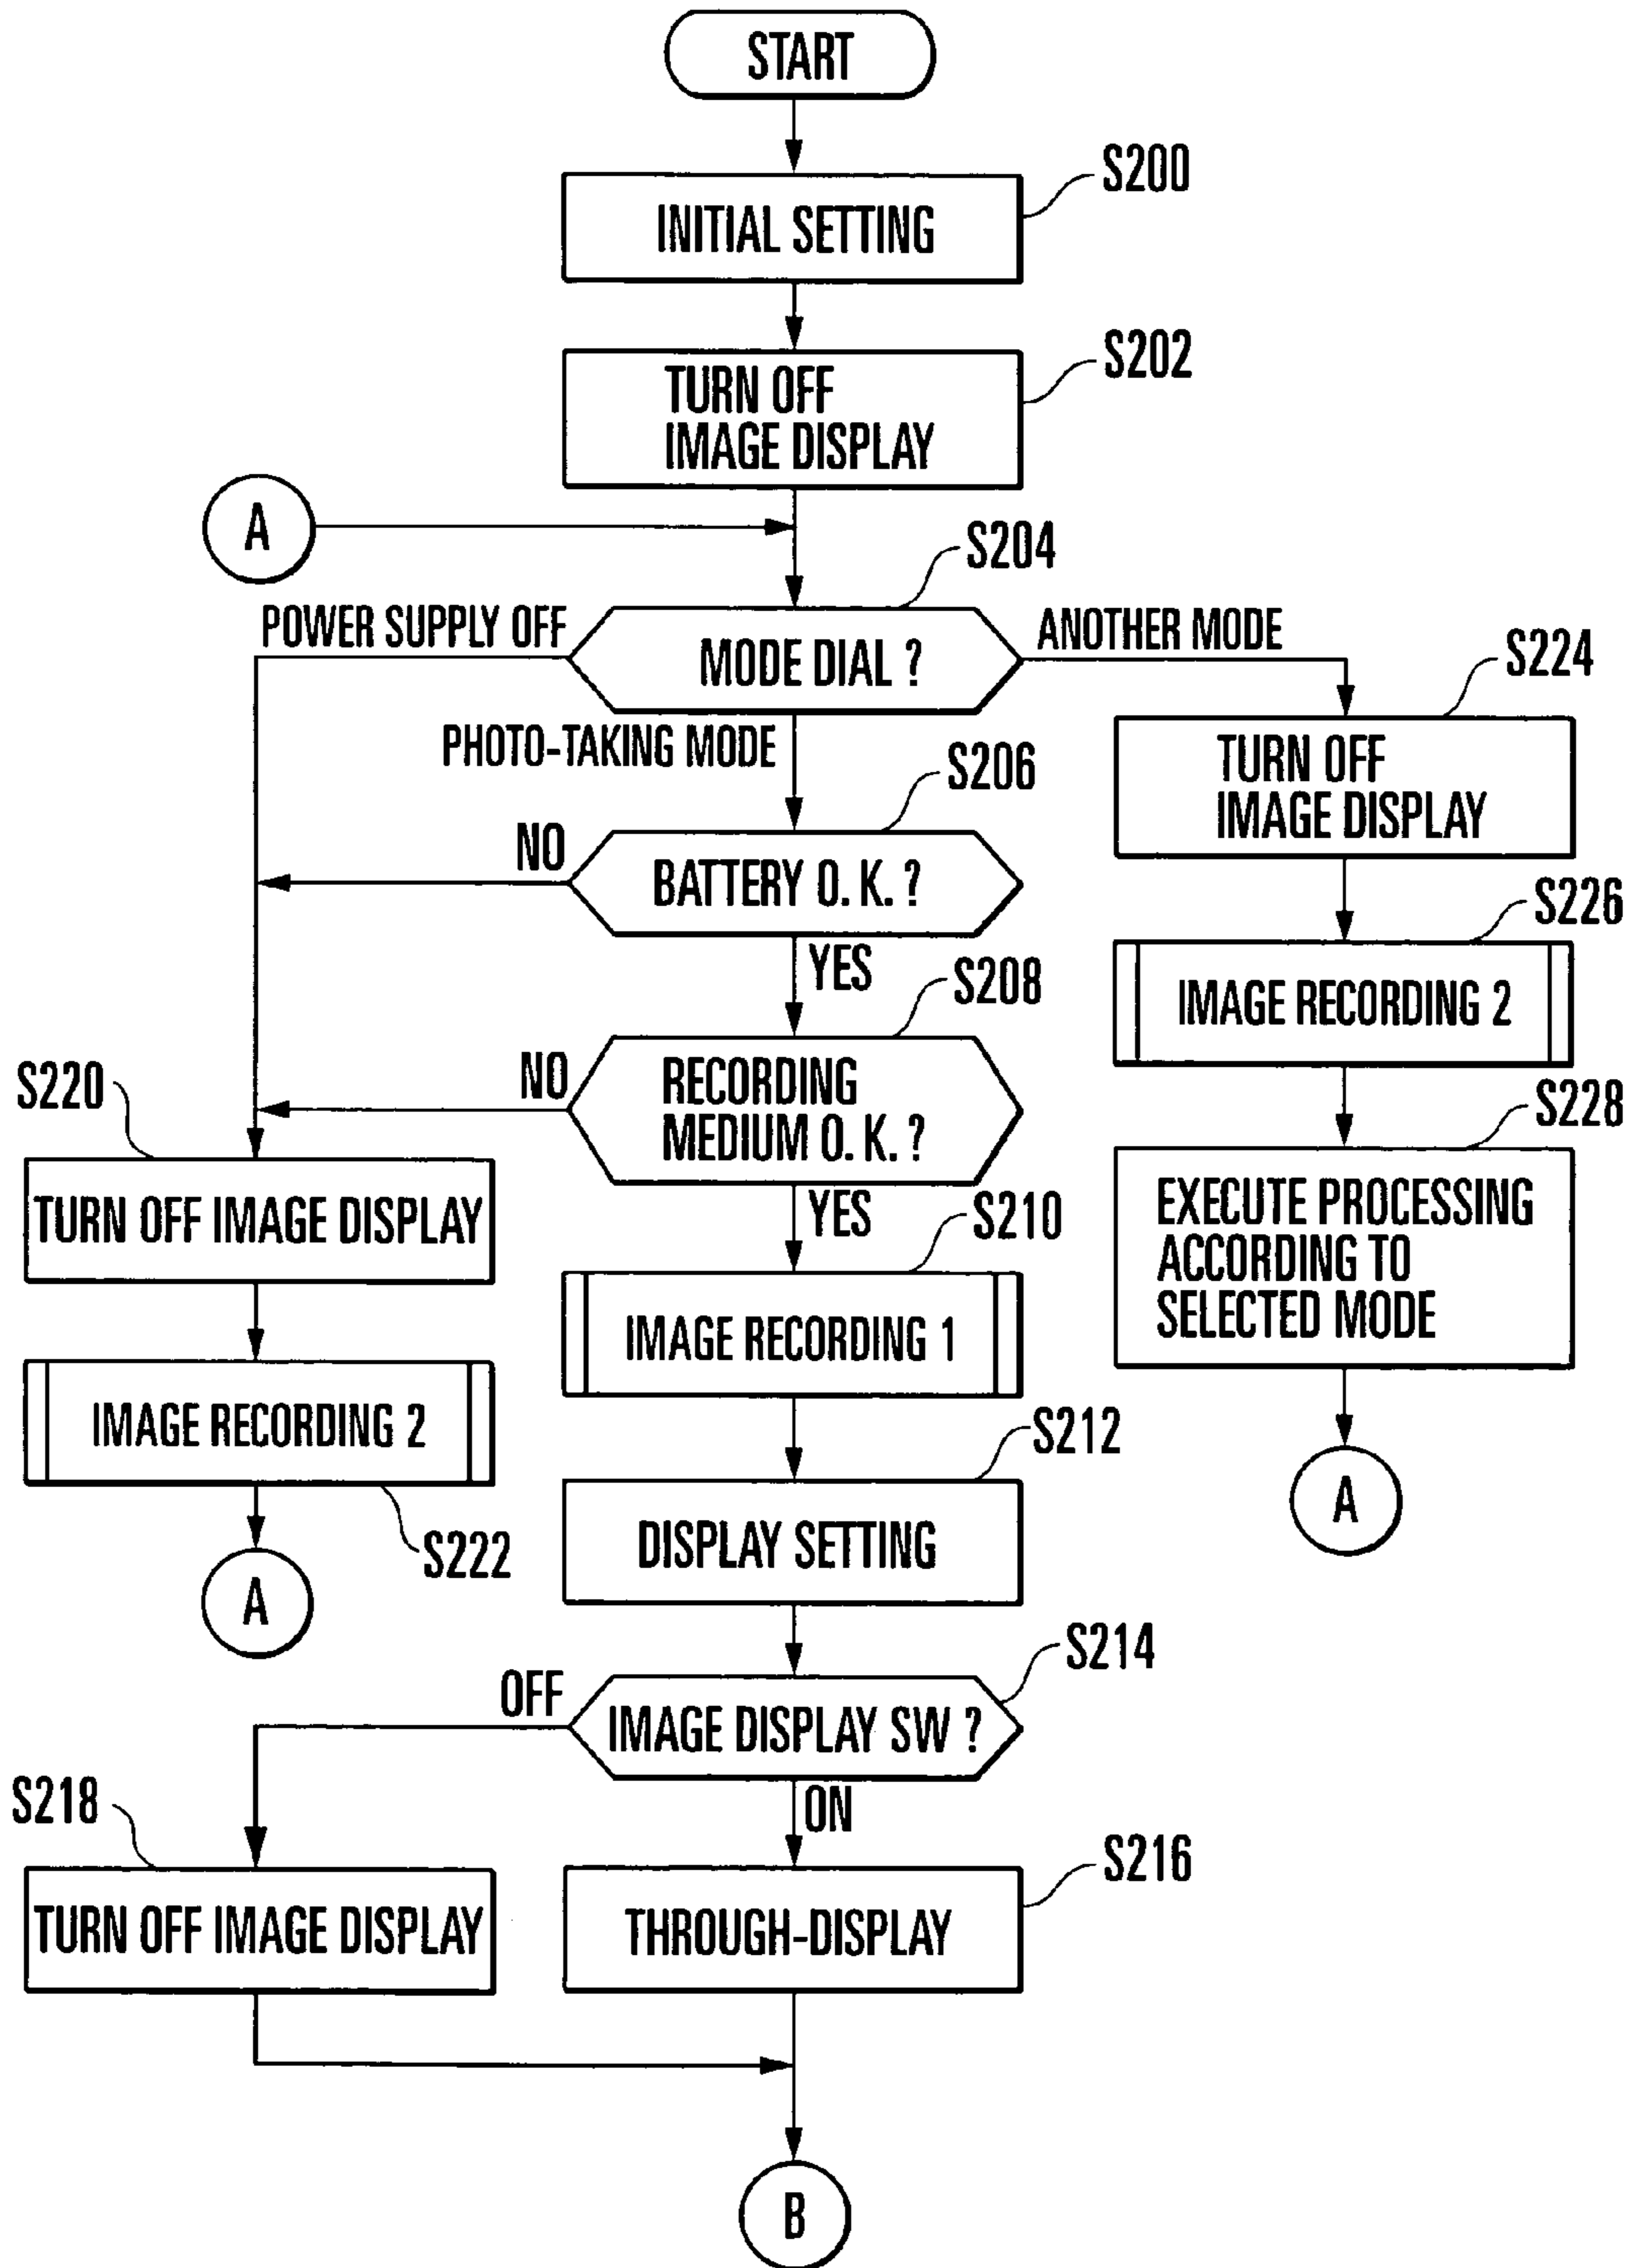 START
S200
INITIAL SETTING
S202
TURN OFF
IMAGE DISPLAY
A
S204
POWER SUPPLY OFF
MODE DIAL ?
ANOTHER MODE
S224
PHOTO-TAKING MODE
TURN OFF
IMAGE DISPLAY
S206
NO
BATTERY O. K. ?
S226
YES
IMAGE RECORDING 2
S208
S220
NO
RECORDING
MEDIUM O. K. ?
S228
TURN OFF IMAGE DISPLAY
YES
S210
EXECUTE PROCESSING
ACCORDING TO
SELECTED MODE
IMAGE RECORDING 1
IMAGE RECORDING 2
S212
A
S222
DISPLAY SETTING
A
S214
OFF
IMAGE DISPLAY SW ?
S218
ON
S216
TURN OFF IMAGE DISPLAY
THROUGH-DISPLAY
B